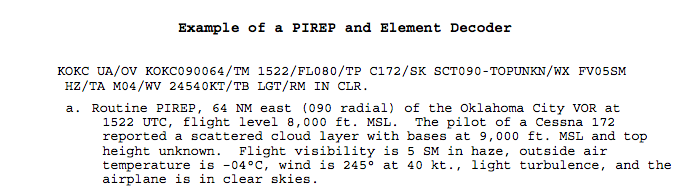 Example of a PIREP and Element Decoder
KOKC UA/OV KOKC090064/TM 1522/FL080/TP C172/SK SCT090-TOPUNKN/WX FV05SM
HZ/TA M04/WV 24540KT/TB LGT/RM IN CLR.
a. Routine PIREP, 64 NM east (090 radial) of the Oklahoma City VOR at
1522 UTC, flight level 8,000 ft. MSL. The pilot of a Cessna 172
reported a scattered cloud layer with bases at 9,000 ft. MSL and top
height unknown. Flight visibility is 5 SM in haze, outside air
temperature is -04°C, wind is 245° at 40 kt., light turbulence, and the
airplane is in clear skies.